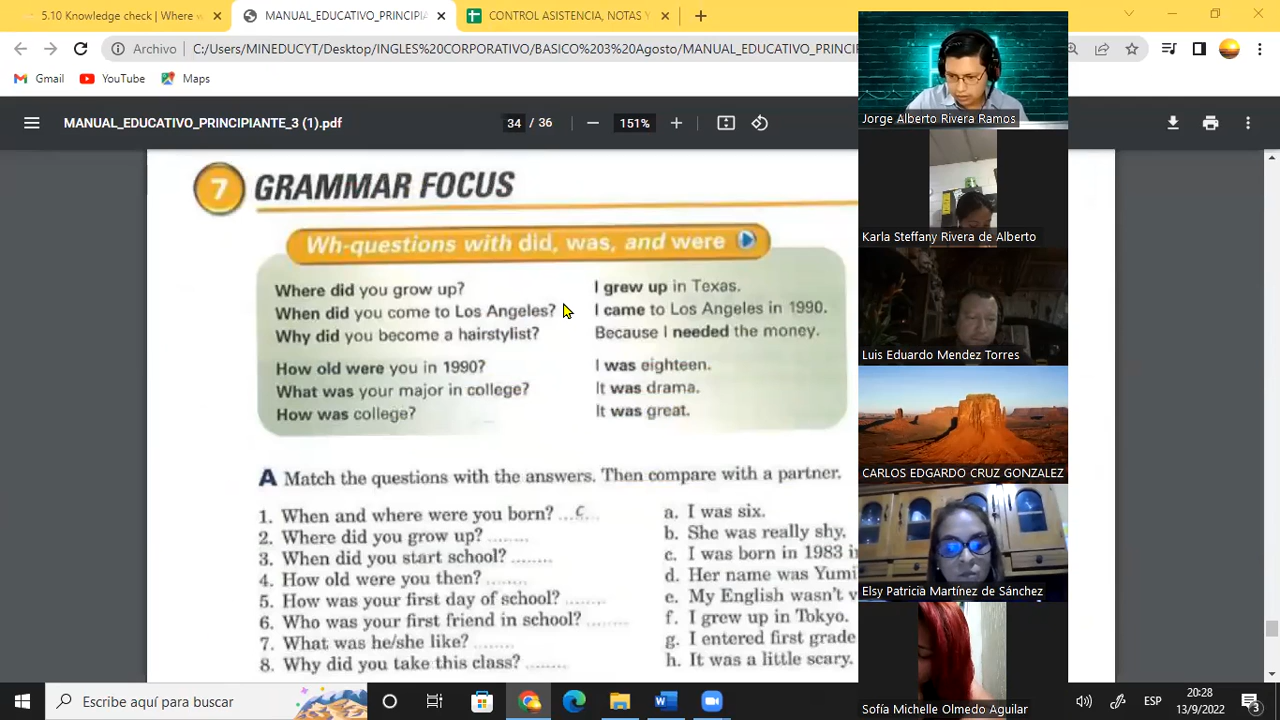 5.10 Knowledge check | Where
MANUAL_EDUCATIVO_PRINCIPIA
CONTROL ASISTENCIA, NOTAS Y
Archivo
C:/Users/MINEDUCYT
/INGLES%20CORPORATIVO/BASICO%203%20Agosto/MANUAL_EDUCATIVO_PRINCIPI
Gmail
YouTube
MANUAL_EDUCATIVO_PRINCIPIANTE_3 (1).pdf
34 / 36
151%
7 GRAMMAR FOCUS
Wh-questions with did, was, and were
Where did you grow up? I grew up in Texas.
When did you come to Los Angeles? I came to Los Angeles in 1990.
Why did you become a hairstylist? Because I needed the money.
How old were you in 1990? I was eighteen.
What was your major in college? It was drama.
How was college? It was great.
A Match the questions with the answers. Then compare with a partner.
1. When and where were you born? c a. I was six.
2. Where did you grow up? b. She was really shy.
3. When did you start school? c. I was born in 1983 i
4. How old were you then? d. Her name was Yumi
5. How was your first day of school? e. My English wasn't v
6. Who was your first friend in school? f. I grew up in Tokyo.
7. What was he/she like? g. I entered first grade
8. Why did you take this class? h. It was a little scary.
Jorge Alberto Rivera Ramos
Karla Steffany Rivera de Alberto
Luis Eduardo Mendez Torres
CARLOS EDGARDO CRUZ GONZALEZ
Elsy Patricia Martínez de Sánchez
Sofía Michelle Olmedo Aguilar
Escribe aquí para buscar
ESP
20:28
13/9/2022
3